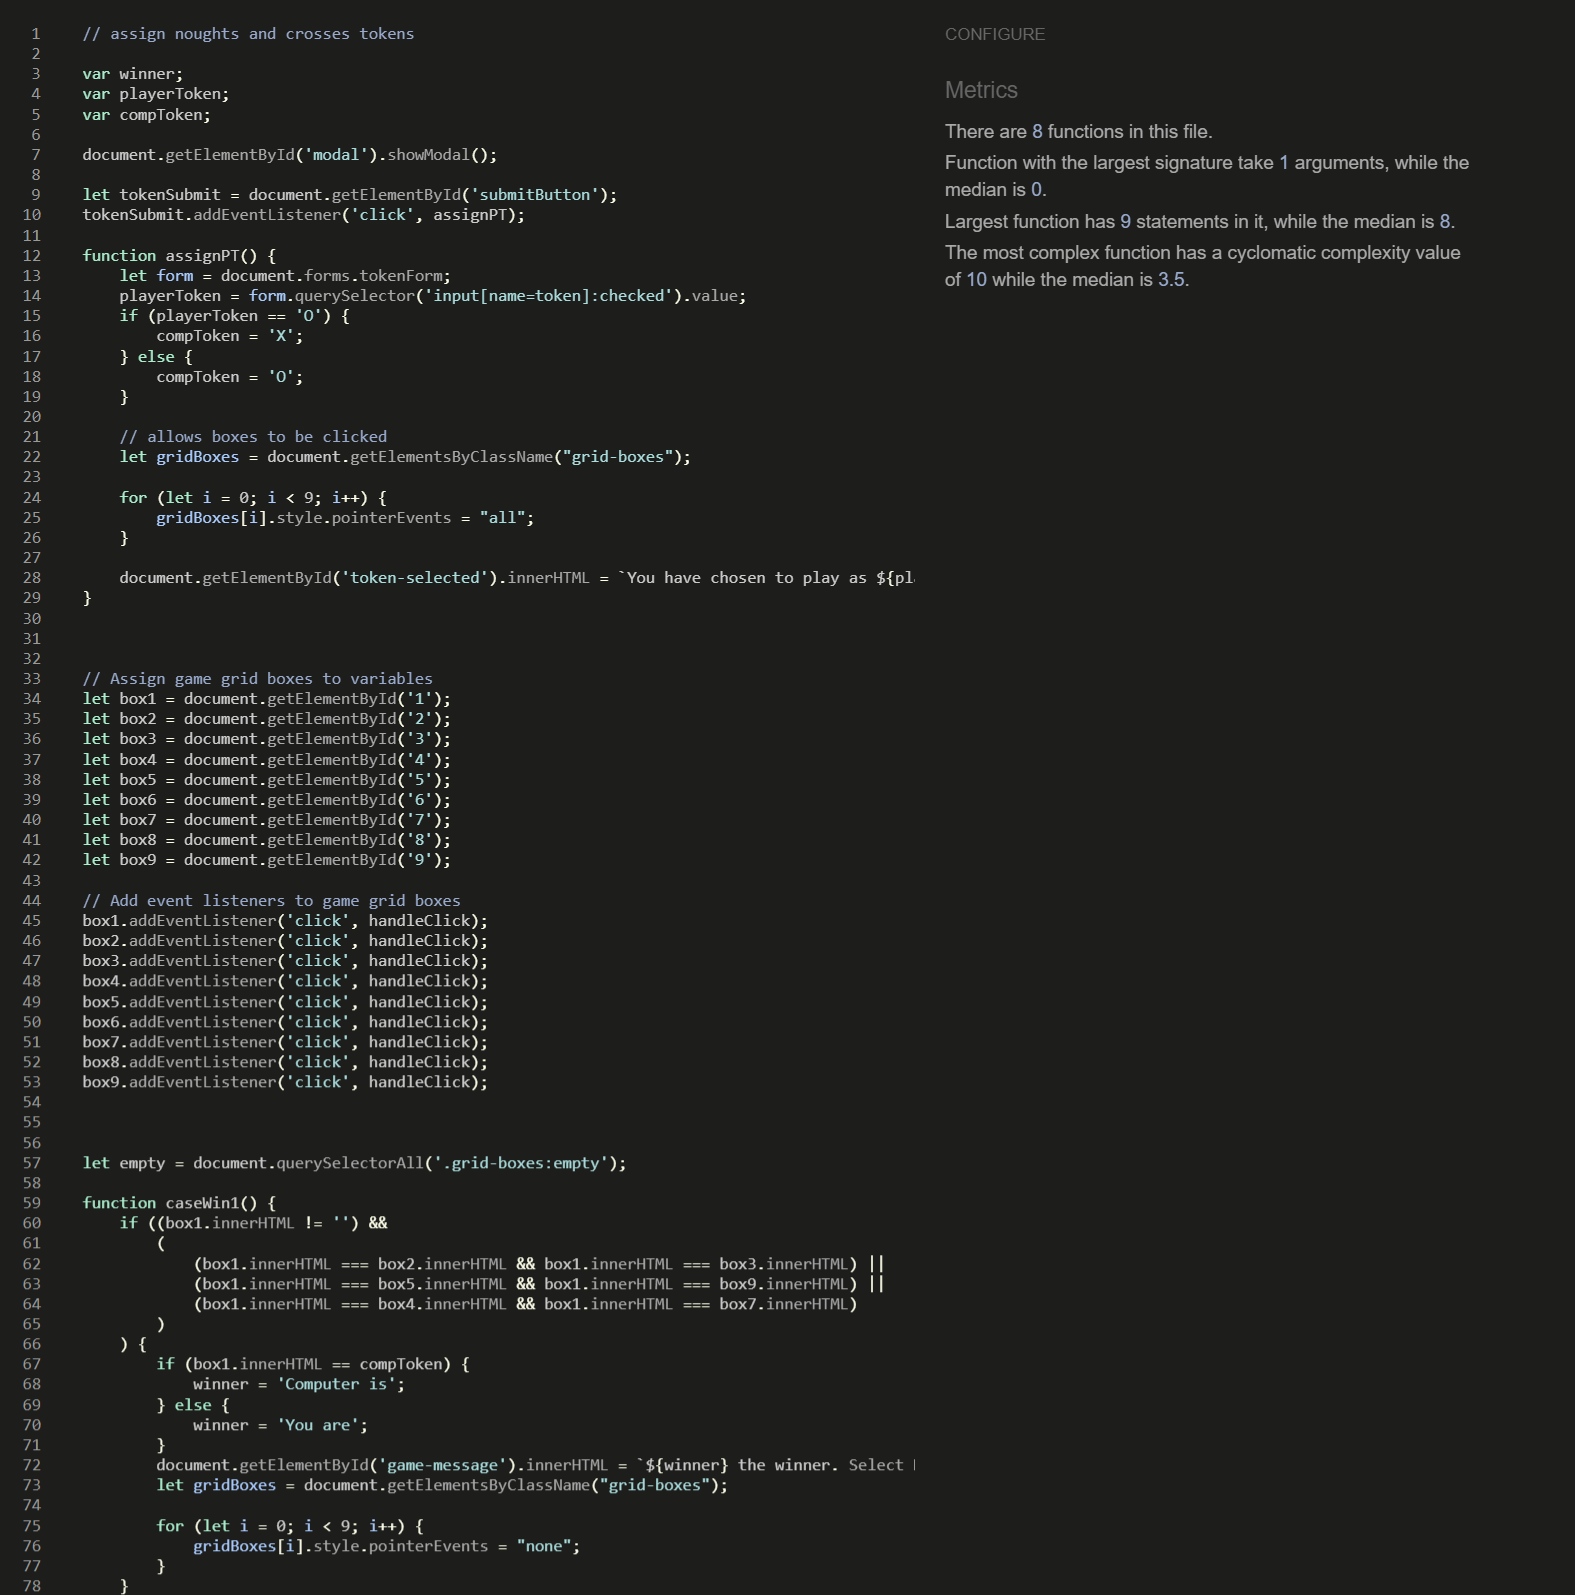 1 // assign noughts and crosses tokens
2
3 var winner;
4 var playerToken;
5 var compToken;
6
7 document.getElementById('modal').showModal();
8
9 let tokenSubmit = document.getElementById('submitButton');
10 tokenSubmit.addEventListener('click', assignPT);
11
12 function assignPT() {
13     let form = document.forms.tokenForm;
14     playerToken = form.querySelector('input[name=token]:checked').value;
15     if (playerToken == 'O') {
16         compToken = 'X';
17     } else {
18         compToken = 'O';
19     }
20
21     // allows boxes to be clicked
22     let gridBoxes = document.getElementsByClassName("grid-boxes");
23
24     for (let i = 0; i < 9; i++) {
25         gridBoxes[i].style.pointerEvents = "all";
26     }
27
28     document.getElementById('token-selected').innerHTML = `You have chosen to play as ${pl
29 }
30
31
32
33 // Assign game grid boxes to variables
34 let box1 = document.getElementById('1');
35 let box2 = document.getElementById('2');
36 let box3 = document.getElementById('3');
37 let box4 = document.getElementById('4');
38 let box5 = document.getElementById('5');
39 let box6 = document.getElementById('6');
40 let box7 = document.getElementById('7');
41 let box8 = document.getElementById('8');
42 let box9 = document.getElementById('9');
43
44 // Add event listeners to game grid boxes
45 box1.addEventListener('click', handleClick);
46 box2.addEventListener('click', handleClick);
47 box3.addEventListener('click', handleClick);
48 box4.addEventListener('click', handleClick);
49 box5.addEventListener('click', handleClick);
50 box6.addEventListener('click', handleClick);
51 box7.addEventListener('click', handleClick);
52 box8.addEventListener('click', handleClick);
53 box9.addEventListener('click', handleClick);
54
55
56
57 let empty = document.querySelectorAll('.grid-boxes:empty');
58
59 function caseWin1() {
60     if ((box1.innerHTML != '') &&
61         (
62             (box1.innerHTML === box2.innerHTML && box1.innerHTML === box3.innerHTML) ||
63             (box1.innerHTML === box5.innerHTML && box1.innerHTML === box9.innerHTML) ||
64             (box1.innerHTML === box4.innerHTML && box1.innerHTML === box7.innerHTML)
65         )
66     ) {
67         if (box1.innerHTML == compToken) {
68             winner = 'Computer is';
69         } else {
70             winner = 'You are';
71         }
72         document.getElementById('game-message').innerHTML = `${winner} the winner. Select
73         let gridBoxes = document.getElementsByClassName("grid-boxes");
74
75         for (let i = 0; i < 9; i++) {
76             gridBoxes[i].style.pointerEvents = "none";
77         }
78     }
CONFIGURE
Metrics
There are 8 functions in this file.
Function with the largest signature take 1 arguments, while the
median is 0.
Largest function has 9 statements in it, while the median is 8.
The most complex function has a cyclomatic complexity value
of 10 while the median is 3.5.